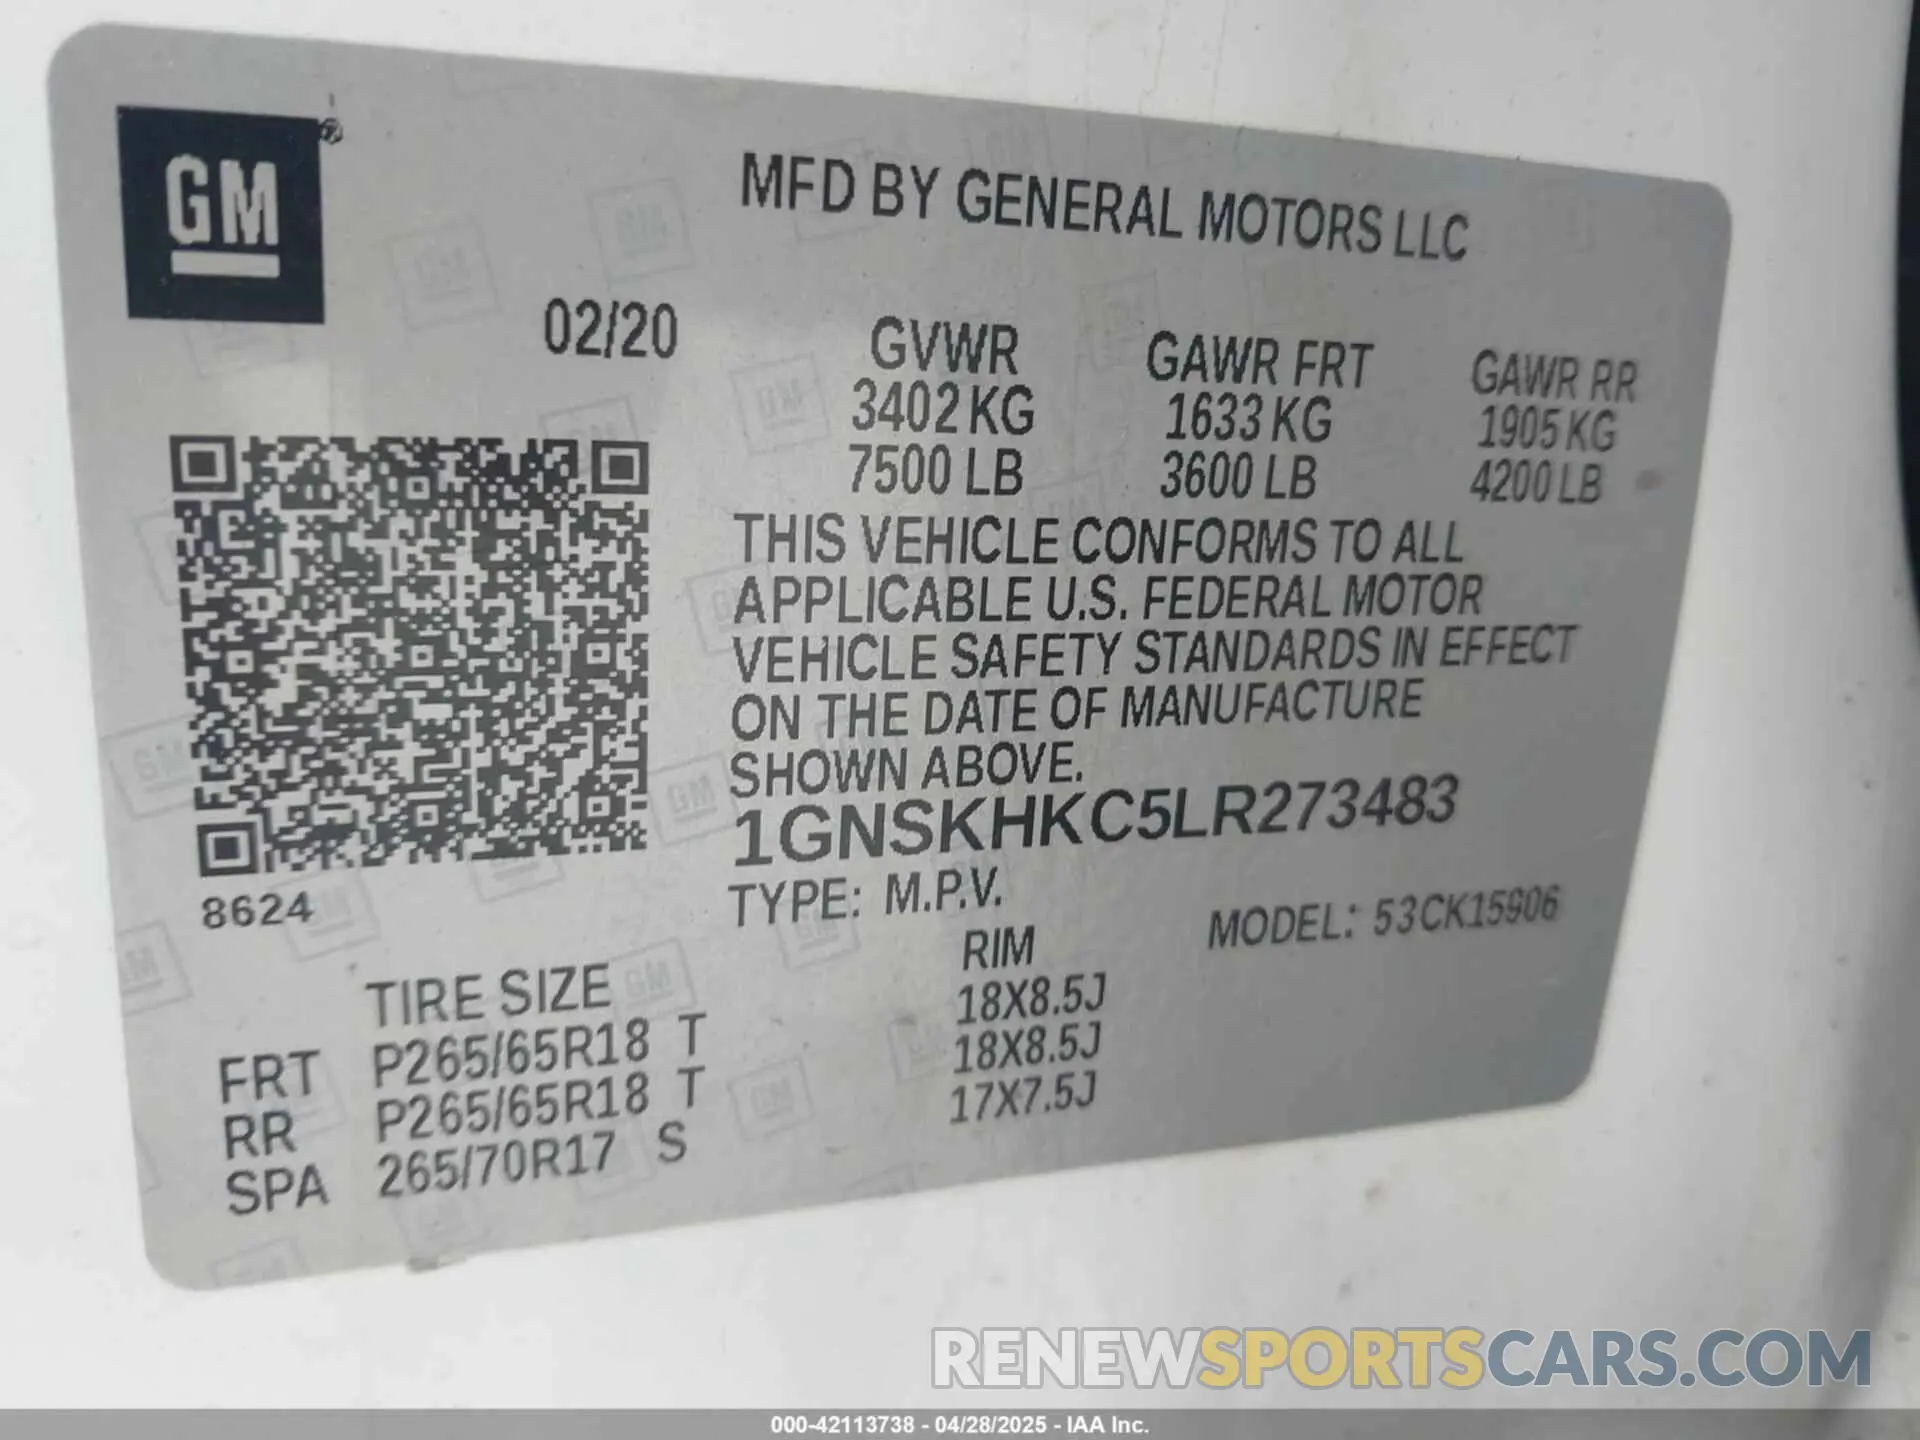 GM
MFD BY GENERAL MOTORS LLC
02/20
GVWR GAWR FRT GAWR RR
3402 KG 1633 KG 1905 KG
7500 LB 3600 LB 4200 LB
THIS VEHICLE CONFORMS TO ALL
APPLICABLE U.S. FEDERAL MOTOR
VEHICLE SAFETY STANDARDS IN EFFECT
ON THE DATE OF MANUFACTURE
SHOWN ABOVE.
1GNSKHKC5LR273483
8624
TYPE: M.P.V. MODEL: 53CK15906
TIRE SIZE RIM
FRT P265/65R18 T 18X8.5J
RR P265/65R18 T 18X8.5J
SPA 265/70R17 S 17X7.5J
RENEWSPORTSCARS.COM
000-42113738 - 04/28/2025 - IAA Inc.